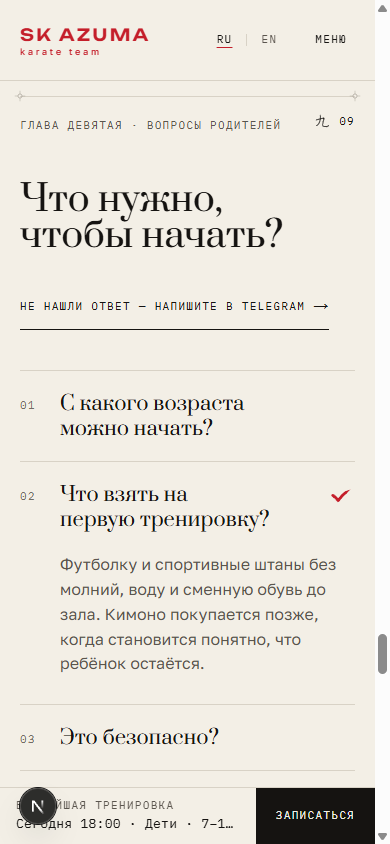 SK AZUMA
karate team
RU | EN
МЕНЮ
ГЛАВА ДЕВЯТАЯ · ВОПРОСЫ РОДИТЕЛЕЙ
九 09
Что нужно,
чтобы начать?
НЕ НАШЛИ ОТВЕТ — НАПИШИТЕ В TELEGRAM →
01
С какого возраста
можно начать?
02
Что взять на
первую тренировку?
Футболку и спортивные штаны без
молний, воду и сменную обувь до
зала. Кимоно покупается позже,
когда становится понятно, что
ребёнок остаётся.
03
Это безопасно?
ТРЕНИРОВКА
Сегодня 18:00 · Дети · 7–1…
ЗАПИСАТЬСЯ
N